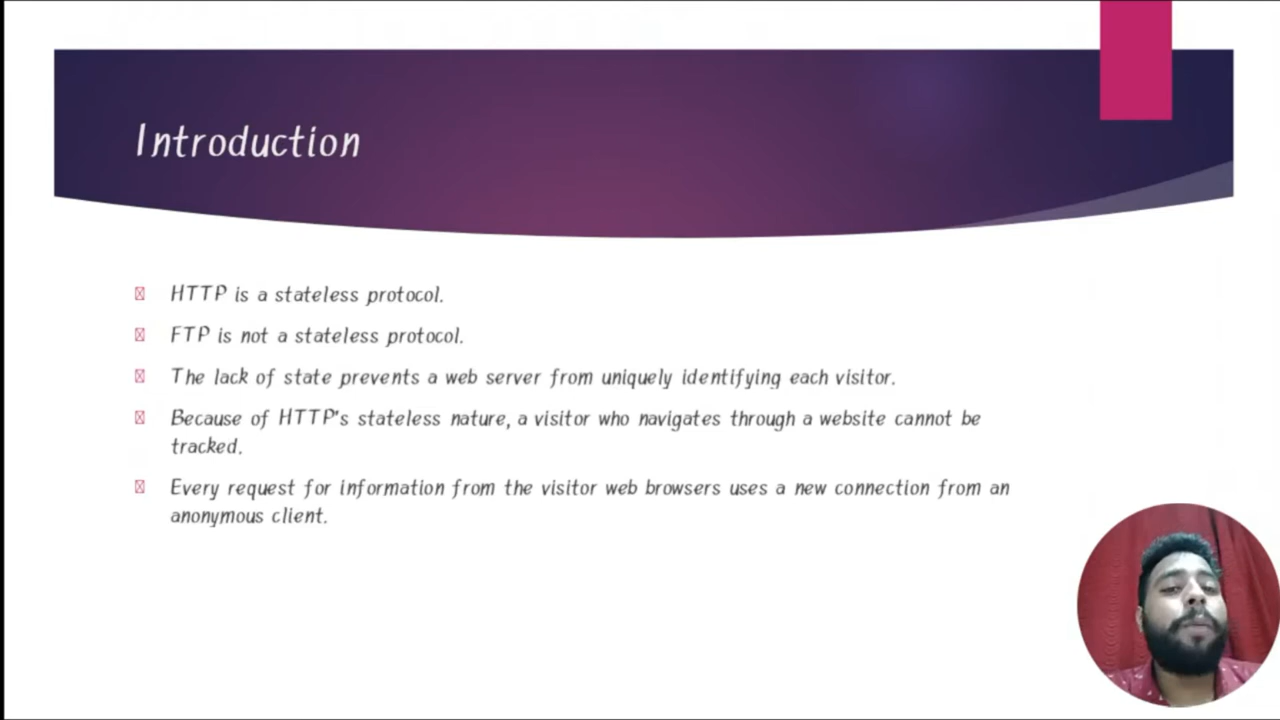 Introduction
HTTP is a stateless protocol.
FTP is not a stateless protocol.
The lack of state prevents a web server from uniquely identifying each visitor.
Because of HTTP's stateless nature, a visitor who navigates through a website cannot be
tracked.
Every request for information from the visitor web browsers uses a new connection from an
anonymous client.